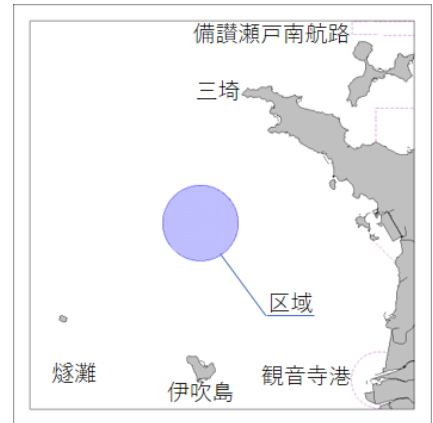 備讃瀬戸南航路
三埼
区域
燧灘
伊吹島
観音寺港